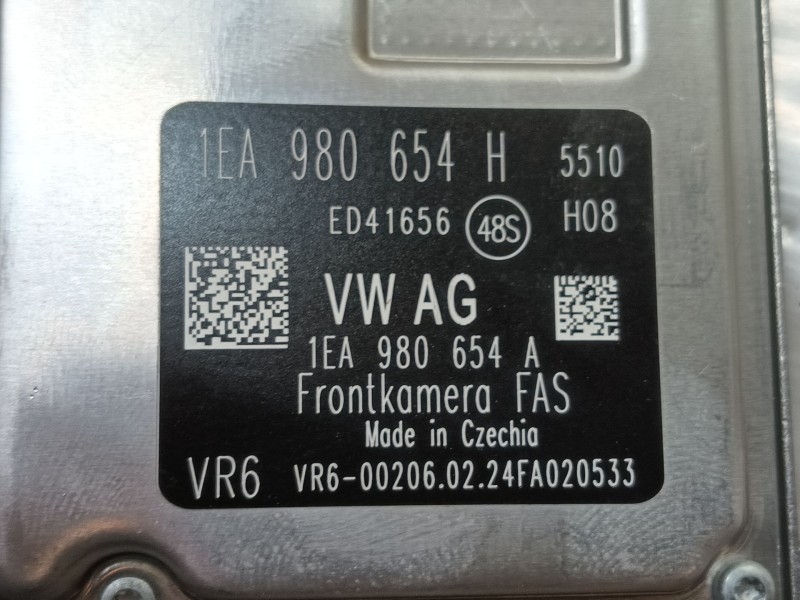 1EA 980 654 H 5510
ED41656 48S H08
VW AG
1EA 980 654 A
Frontkamera FAS
Made in Czechia
VR6 VR6-00206.02.24FA020533